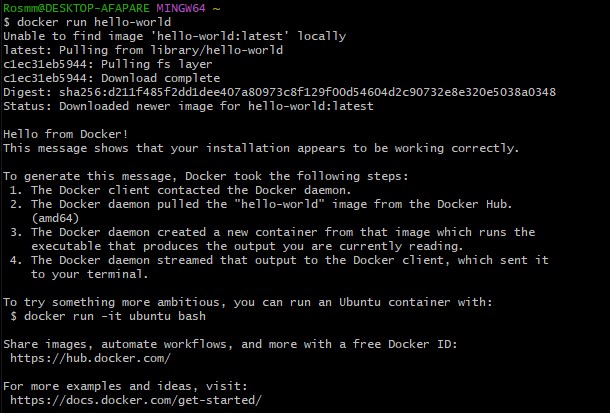 Rosmm@DESKTOP-AFAPARE MINGW64 ~
$ docker run hello-world
Unable to find image 'hello-world:latest' locally
latest: Pulling from library/hello-world
c1ec31eb5944: Pulling fs layer
c1ec31eb5944: Download complete
Digest: sha256:d211f485f2dd1dee407a80973c8f129f00d54604d2c90732e8e320e5038a0348
Status: Downloaded newer image for hello-world:latest

Hello from Docker!
This message shows that your installation appears to be working correctly.

To generate this message, Docker took the following steps:
 1. The Docker client contacted the Docker daemon.
 2. The Docker daemon pulled the "hello-world" image from the Docker Hub.
    (amd64)
 3. The Docker daemon created a new container from that image which runs the
    executable that produces the output you are currently reading.
 4. The Docker daemon streamed that output to the Docker client, which sent it
    to your terminal.

To try something more ambitious, you can run an Ubuntu container with:
 $ docker run -it ubuntu bash

Share images, automate workflows, and more with a free Docker ID:
 https://hub.docker.com/

For more examples and ideas, visit:
 https://docs.docker.com/get-started/